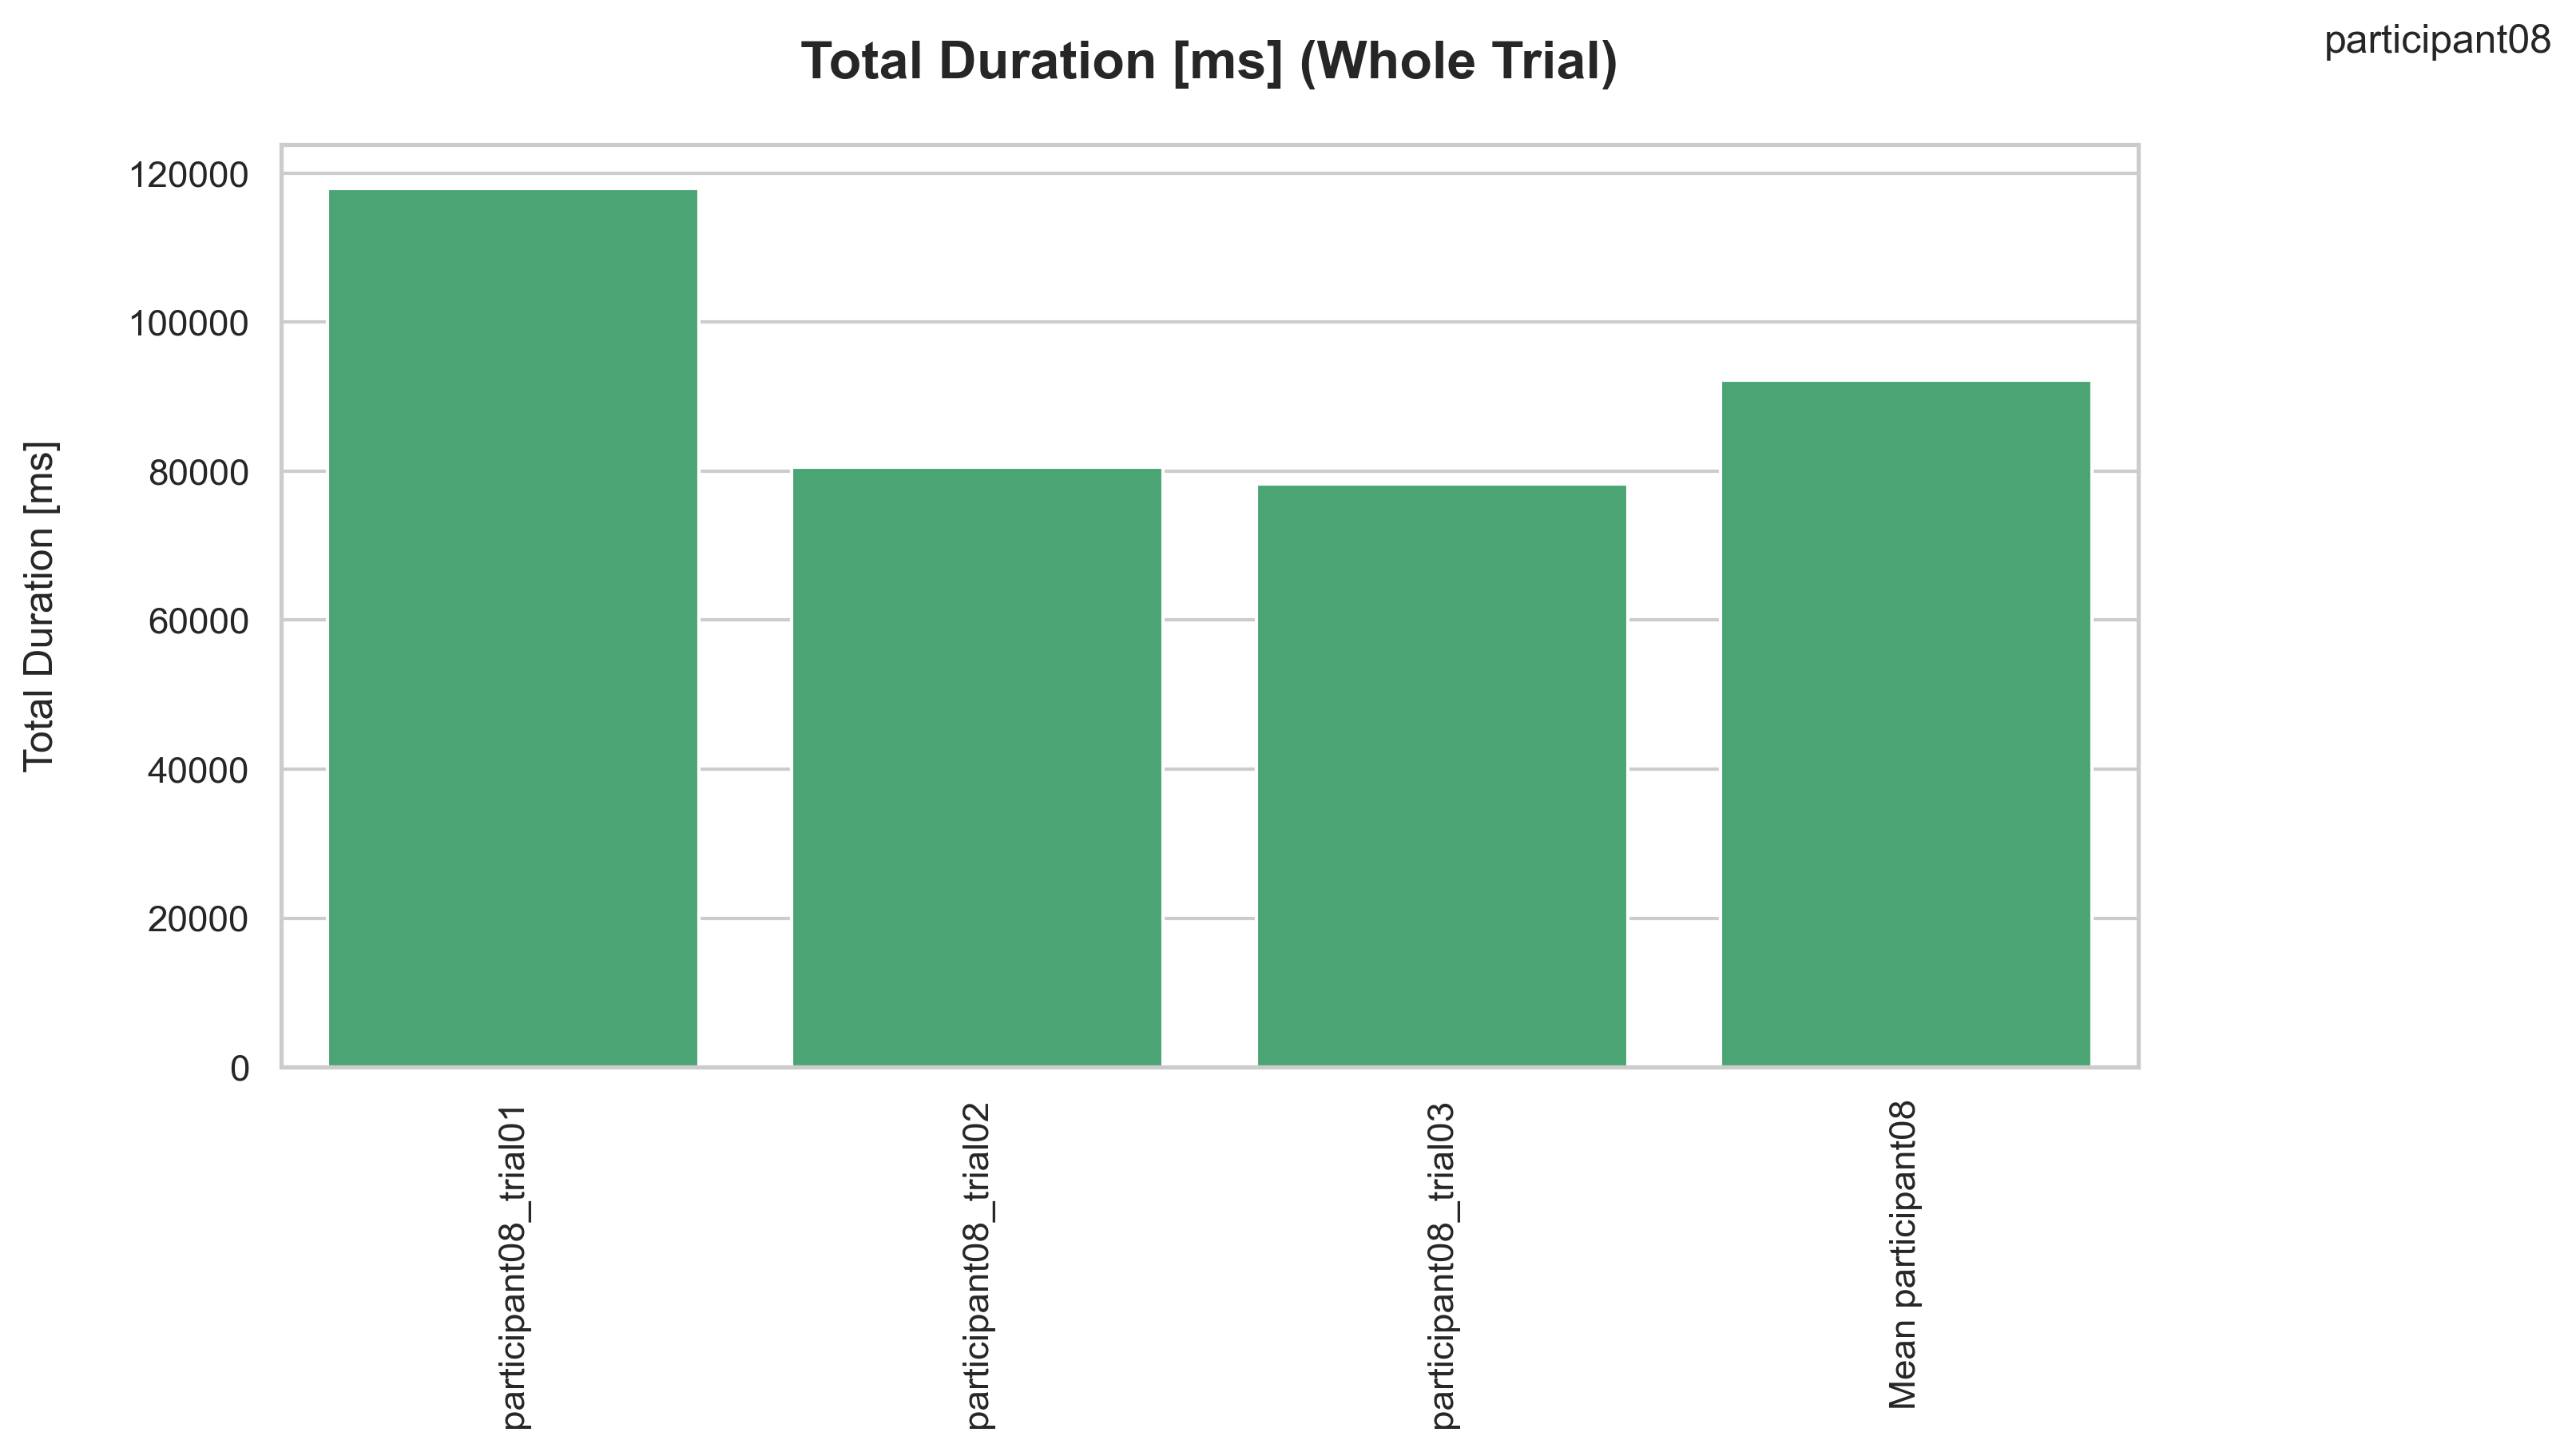 participant08
Total Duration [ms] (Whole Trial)
Total Duration [ms]
120000
100000
80000
60000
40000
20000
0
participant08_trial01
participant08_trial02
participant08_trial03
Mean participant08